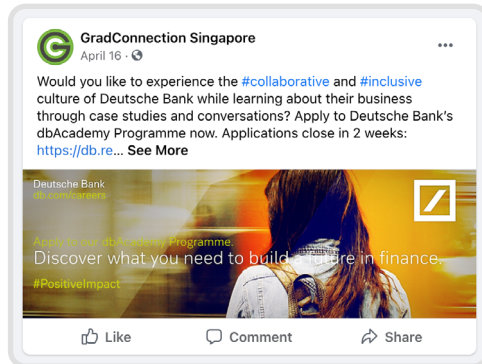 GradConnection Singapore
April 16 ·
Would you like to experience the #collaborative and #inclusive
culture of Deutsche Bank while learning about their business
through case studies and conversations? Apply to Deutsche Bank's
dbAcademy Programme now. Applications close in 2 weeks:
https://db.re... See More
Deutsche Bank
db.com/careers
Apply to our dbAcademy Programme.
Discover what you need to build a future in finance.
#PositiveImpact
Like Comment Share